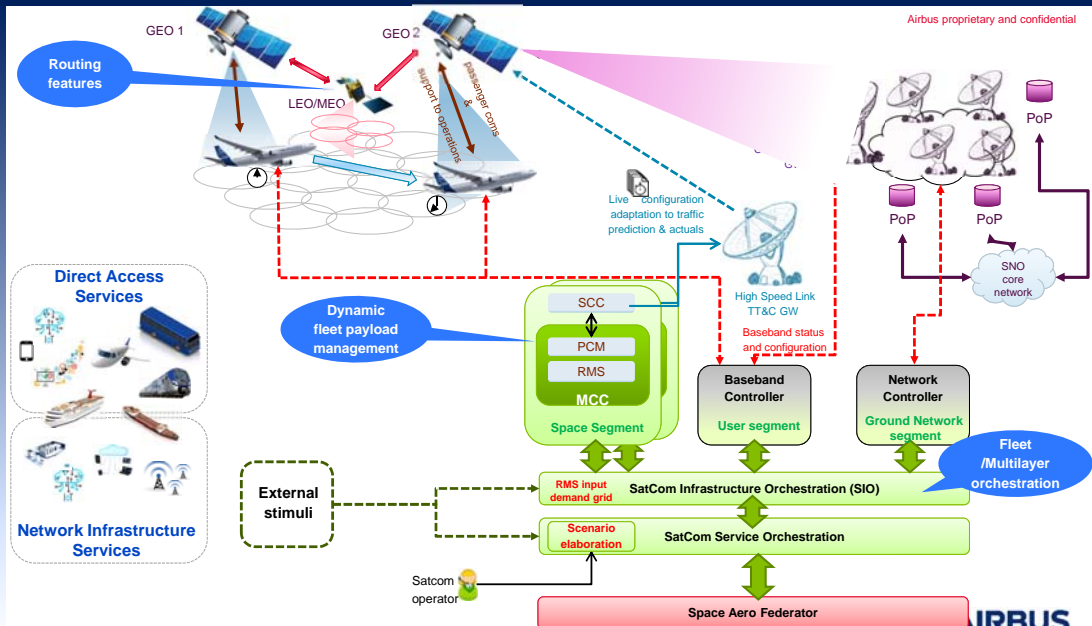 Airbus proprietary and confidential
GEO 1
GEO 2
Routing
features
LEO/MEO
support to operations
&
passenger coms
PoP
PoP
PoP
SNO
core
network
Live configuration
adaptation to traffic
prediction & actuals
High Speed Link
TT&C GW
Baseband status
and configuration
Direct Access
Services
Network Infrastructure
Services
Dynamic
fleet payload
management
SCC
PCM
RMS
MCC
Space Segment
Baseband
Controller
User segment
Network
Controller
Ground Network
segment
Fleet
/Multilayer
orchestration
External
stimuli
RMS input
demand grid
SatCom Infrastructure Orchestration (SIO)
Scenario
elaboration
SatCom Service Orchestration
Satcom
operator
Space Aero Federator
AIRBUS